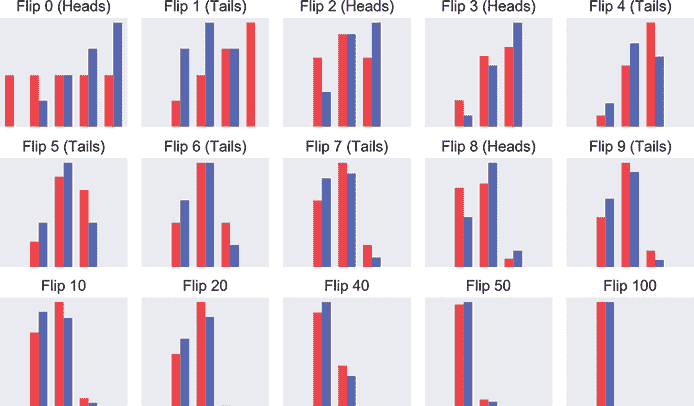 Flip 0 (Heads)
Flip 1 (Tails)
Flip 2 (Heads)
Flip 3 (Heads)
Flip 4 (Tails)
Flip 5 (Tails)
Flip 6 (Tails)
Flip 7 (Tails)
Flip 8 (Heads)
Flip 9 (Tails)
Flip 10
Flip 20
Flip 40
Flip 50
Flip 100